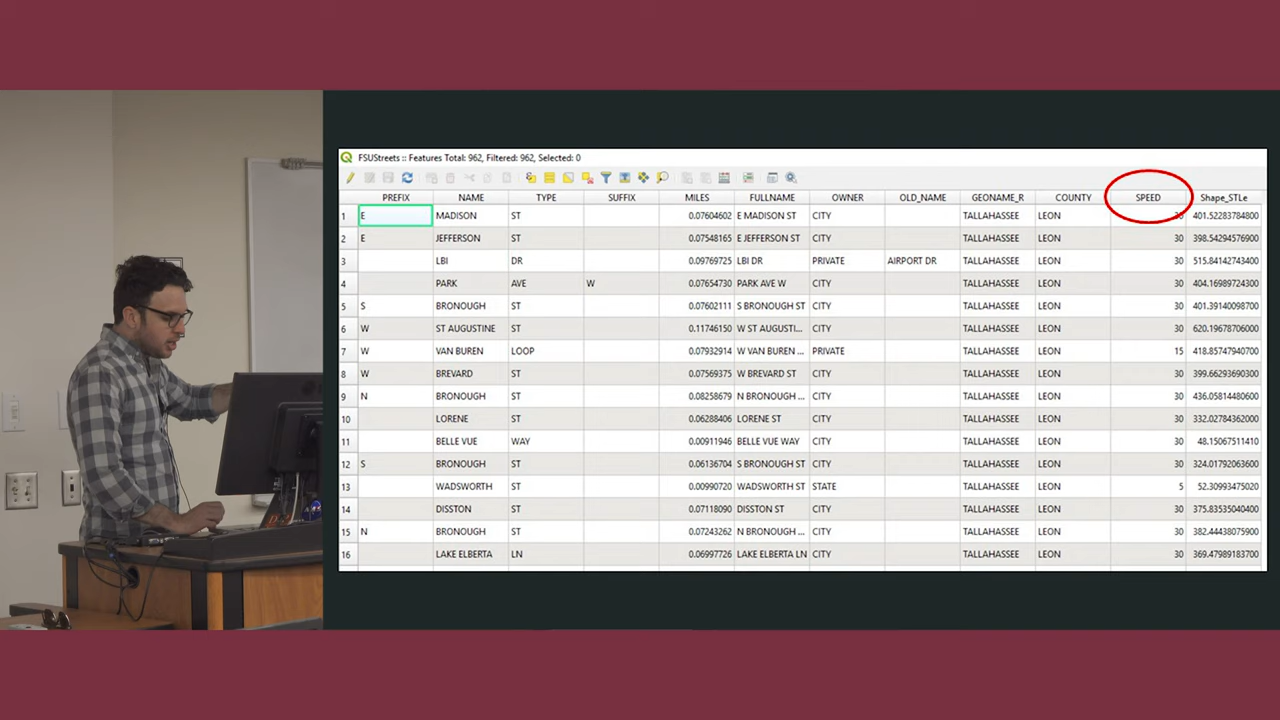 FSUStreets :: Features Total: 962, Filtered: 962, Selected: 0
PREFIX NAME TYPE SUFFIX MILES FULLNAME OWNER OLD_NAME GEONAME_R COUNTY SPEED Shape_STLe
1 E MADISON ST 0.07604602 E MADISON ST CITY TALLAHASSEE LEON 30 401.52283784800
2 E JEFFERSON ST 0.07548165 E JEFFERSON ST CITY TALLAHASSEE LEON 30 398.54294576900
3 LBI DR 0.09769725 LBI DR PRIVATE AIRPORT DR TALLAHASSEE LEON 30 515.84142743400
4 PARK AVE W 0.07654730 PARK AVE W CITY TALLAHASSEE LEON 30 404.16989724300
5 S BRONOUGH ST 0.07602111 S BRONOUGH ST CITY TALLAHASSEE LEON 30 401.39140098700
6 W ST AUGUSTINE ST 0.11746150 W ST AUGUSTI... CITY TALLAHASSEE LEON 30 620.19678706000
7 W VAN BUREN LOOP 0.07932914 W VAN BUREN ... PRIVATE TALLAHASSEE LEON 15 418.85747940700
8 W BREVARD ST 0.07569375 W BREVARD ST CITY TALLAHASSEE LEON 30 399.66293690300
9 N BRONOUGH ST 0.08258679 N BRONOUGH ... CITY TALLAHASSEE LEON 30 436.05814480600
10 LORENE ST 0.06288406 LORENE ST CITY TALLAHASSEE LEON 30 332.02784362000
11 BELLE VUE WAY 0.00911946 BELLE VUE WAY CITY TALLAHASSEE LEON 30 48.15067511410
12 S BRONOUGH ST 0.06136704 S BRONOUGH ST CITY TALLAHASSEE LEON 30 324.01792063600
13 WADSWORTH ST 0.00990720 WADSWORTH ST STATE TALLAHASSEE LEON 5 52.30993475020
14 DISSTON ST 0.07118090 DISSTON ST CITY TALLAHASSEE LEON 30 375.83535040400
15 N BRONOUGH ST 0.07243262 N BRONOUGH ... CITY TALLAHASSEE LEON 30 382.44438075900
16 LAKE ELBERTA LN 0.06997726 LAKE ELBERTA LN CITY TALLAHASSEE LEON 30 369.47989183700